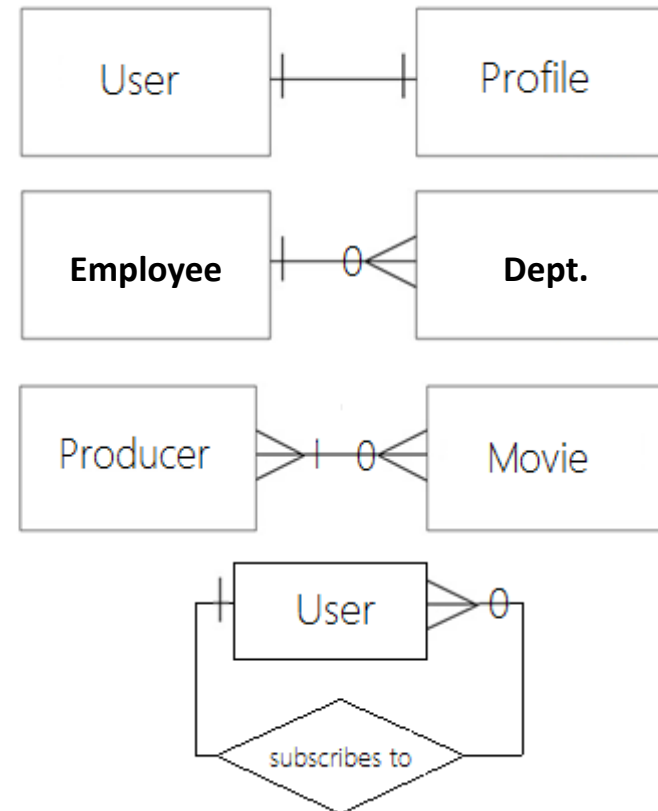 User
Profile
Employee
Dept.
Producer
Movie
User
subscribes to